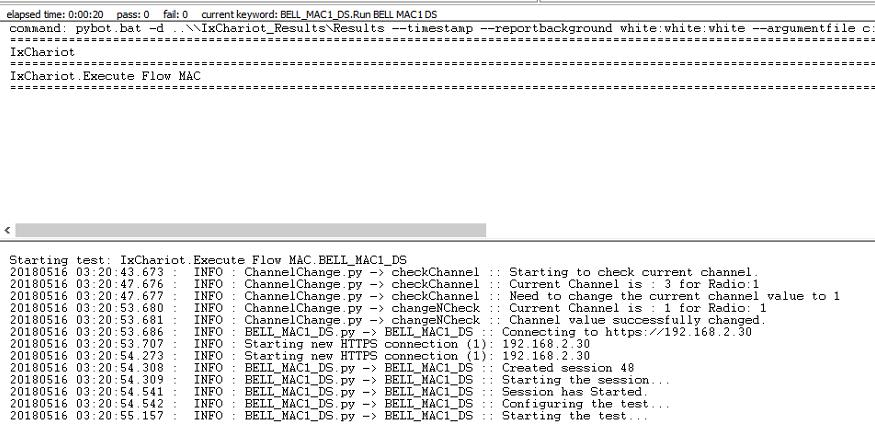 elapsed time: 0:00:20 pass: 0 fail: 0 current keyword: BELL_MAC1_DS.Run BELL MAC1 DS
command: pybot.bat -d ..\\IxChariot_Results\Results --timestamp --reportbackground white:white:white --argumentfile c:
==============================================================================
IxChariot
==============================================================================
IxChariot.Execute Flow MAC
==============================================================================
Starting test: IxChariot.Execute Flow MAC.BELL_MAC1_DS
20180516 03:20:43.673 : INFO : ChannelChange.py -> checkChannel :: Starting to check current channel.
20180516 03:20:47.676 : INFO : ChannelChange.py -> checkChannel :: Current Channel is : 3 for Radio:1
20180516 03:20:47.677 : INFO : ChannelChange.py -> checkChannel :: Need to change the current channel value to 1
20180516 03:20:53.680 : INFO : ChannelChange.py -> changeNCheck :: Current Channel is : 1 for Radio: 1
20180516 03:20:53.681 : INFO : ChannelChange.py -> changeNCheck :: Channel value successfully changed.
20180516 03:20:53.686 : INFO : BELL_MAC1_DS.py -> BELL_MAC1_DS :: Connecting to https://192.168.2.30
20180516 03:20:53.707 : INFO : Starting new HTTPS connection (1): 192.168.2.30
20180516 03:20:54.273 : INFO : Starting new HTTPS connection (1): 192.168.2.30
20180516 03:20:54.308 : INFO : BELL_MAC1_DS.py -> BELL_MAC1_DS :: Created session 48
20180516 03:20:54.309 : INFO : BELL_MAC1_DS.py -> BELL_MAC1_DS :: Starting the session...
20180516 03:20:54.541 : INFO : BELL_MAC1_DS.py -> BELL_MAC1_DS :: Session has Started.
20180516 03:20:54.542 : INFO : BELL_MAC1_DS.py -> BELL_MAC1_DS :: Configuring the test...
20180516 03:20:55.157 : INFO : BELL_MAC1_DS.py -> BELL_MAC1_DS :: Starting the test...